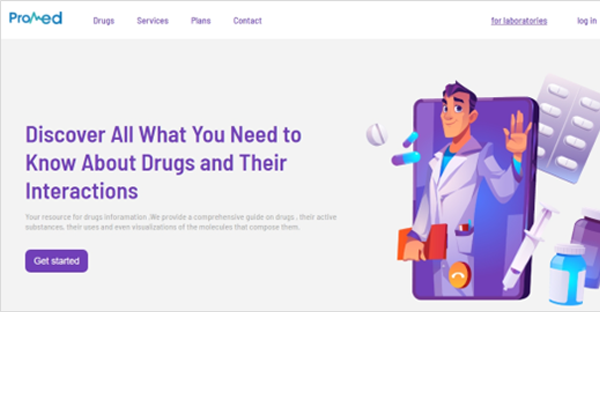 ProMed
Drugs Services Plans Contact for laboratories log in
Discover All What You Need to
Know About Drugs and Their
Interactions
Your resource for drugs inforamation .We provide a comprehensive guide on drugs , their active
substances, their uses and even visualizations of the molecules that compose them.
Get started